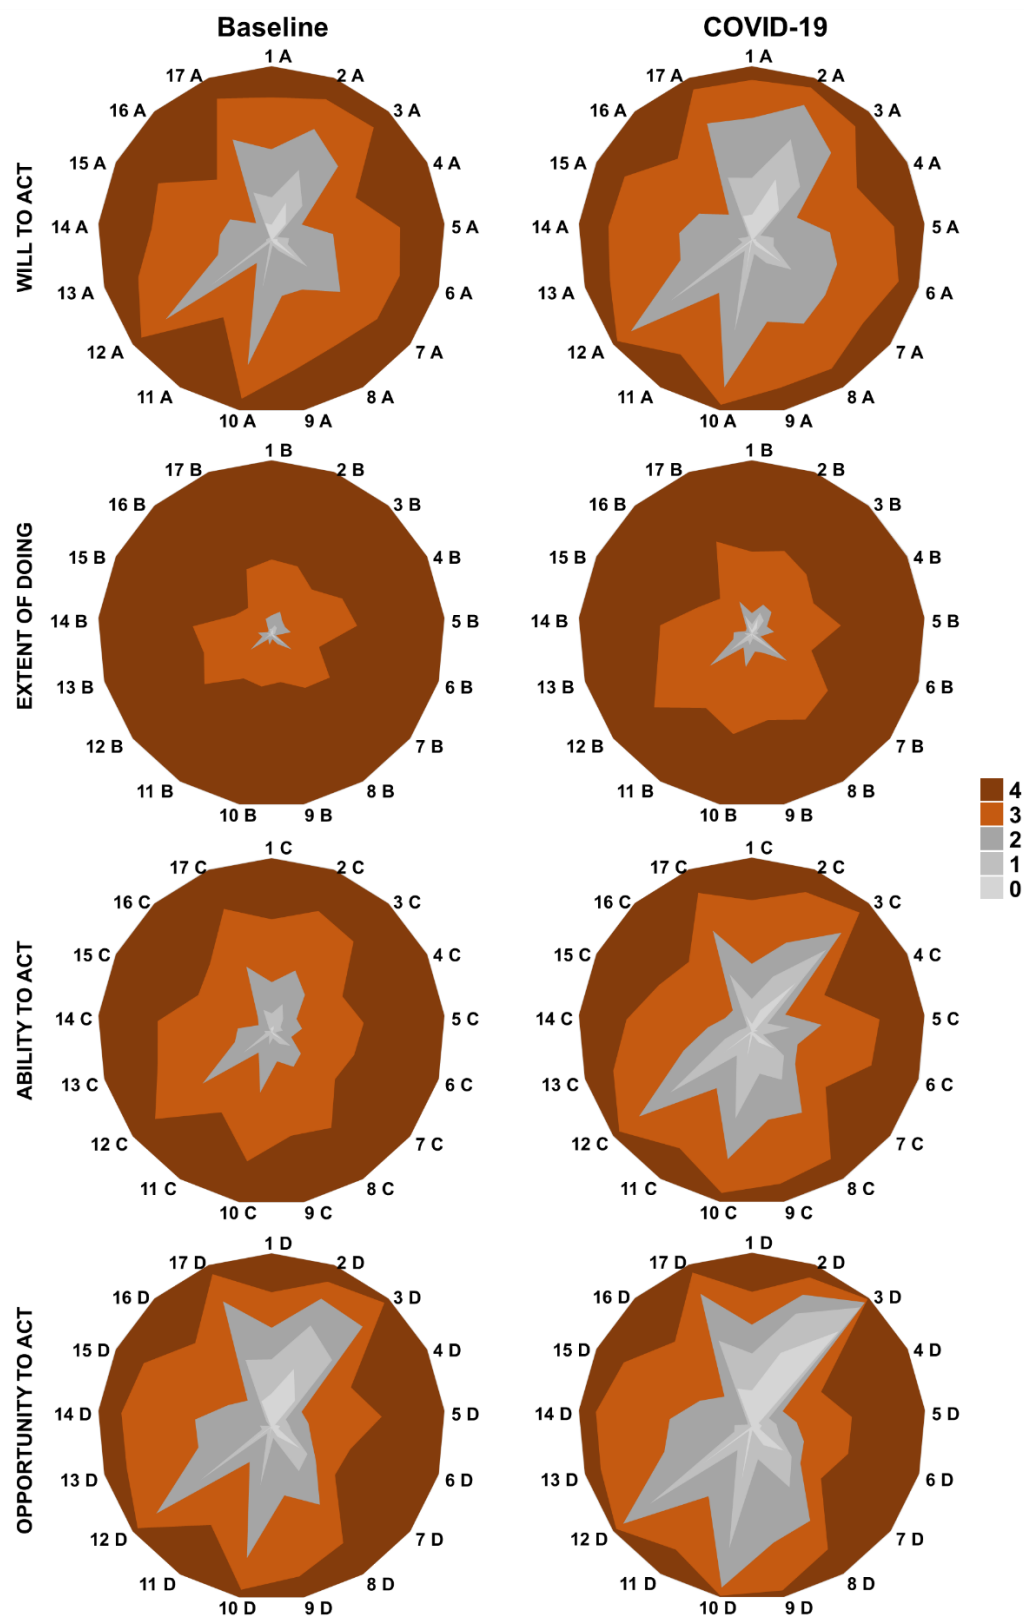 Baseline
COVID-19
WILL TO ACT
1 A
2 A
3 A
4 A
5 A
6 A
7 A
8 A
9 A
10 A
11 A
12 A
13 A
14 A
15 A
16 A
17 A
1 A
2 A
3 A
4 A
5 A
6 A
7 A
8 A
9 A
10 A
11 A
12 A
13 A
14 A
15 A
16 A
17 A
EXTENT OF DOING
1 B
2 B
3 B
4 B
5 B
6 B
7 B
8 B
9 B
10 B
11 B
12 B
13 B
14 B
15 B
16 B
17 B
1 B
2 B
3 B
4 B
5 B
6 B
7 B
8 B
9 B
10 B
11 B
12 B
13 B
14 B
15 B
16 B
17 B
4
3
2
1
0
ABILITY TO ACT
1 C
2 C
3 C
4 C
5 C
6 C
7 C
8 C
9 C
10 C
11 C
12 C
13 C
14 C
15 C
16 C
17 C
1 C
2 C
3 C
4 C
5 C
6 C
7 C
8 C
9 C
10 C
11 C
12 C
13 C
14 C
15 C
16 C
17 C
OPPORTUNITY TO ACT
1 D
2 D
3 D
4 D
5 D
6 D
7 D
8 D
9 D
10 D
11 D
12 D
13 D
14 D
15 D
16 D
17 D
1 D
2 D
3 D
4 D
5 D
6 D
7 D
8 D
9 D
10 D
11 D
12 D
13 D
14 D
15 D
16 D
17 D